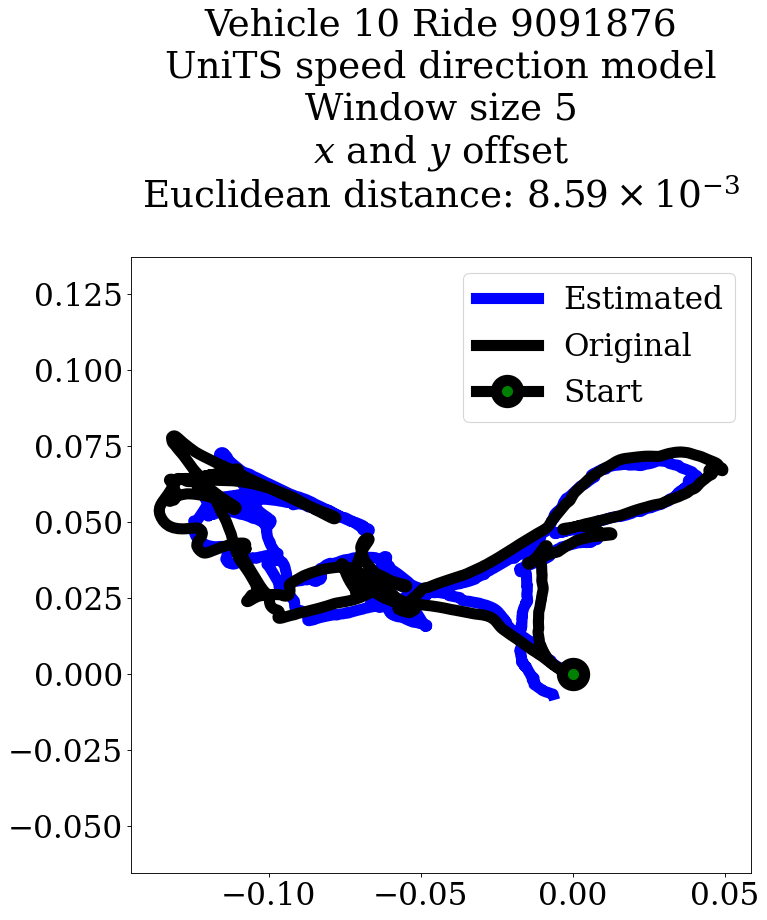 Vehicle 10 Ride 9091876
UniTS speed direction model
Window size 5
x and y offset
Euclidean distance: 8.59 × 10⁻³
Estimated
Original
Start
0.125
0.100
0.075
0.050
0.025
0.000
−0.025
−0.050
−0.10 −0.05 0.00 0.05